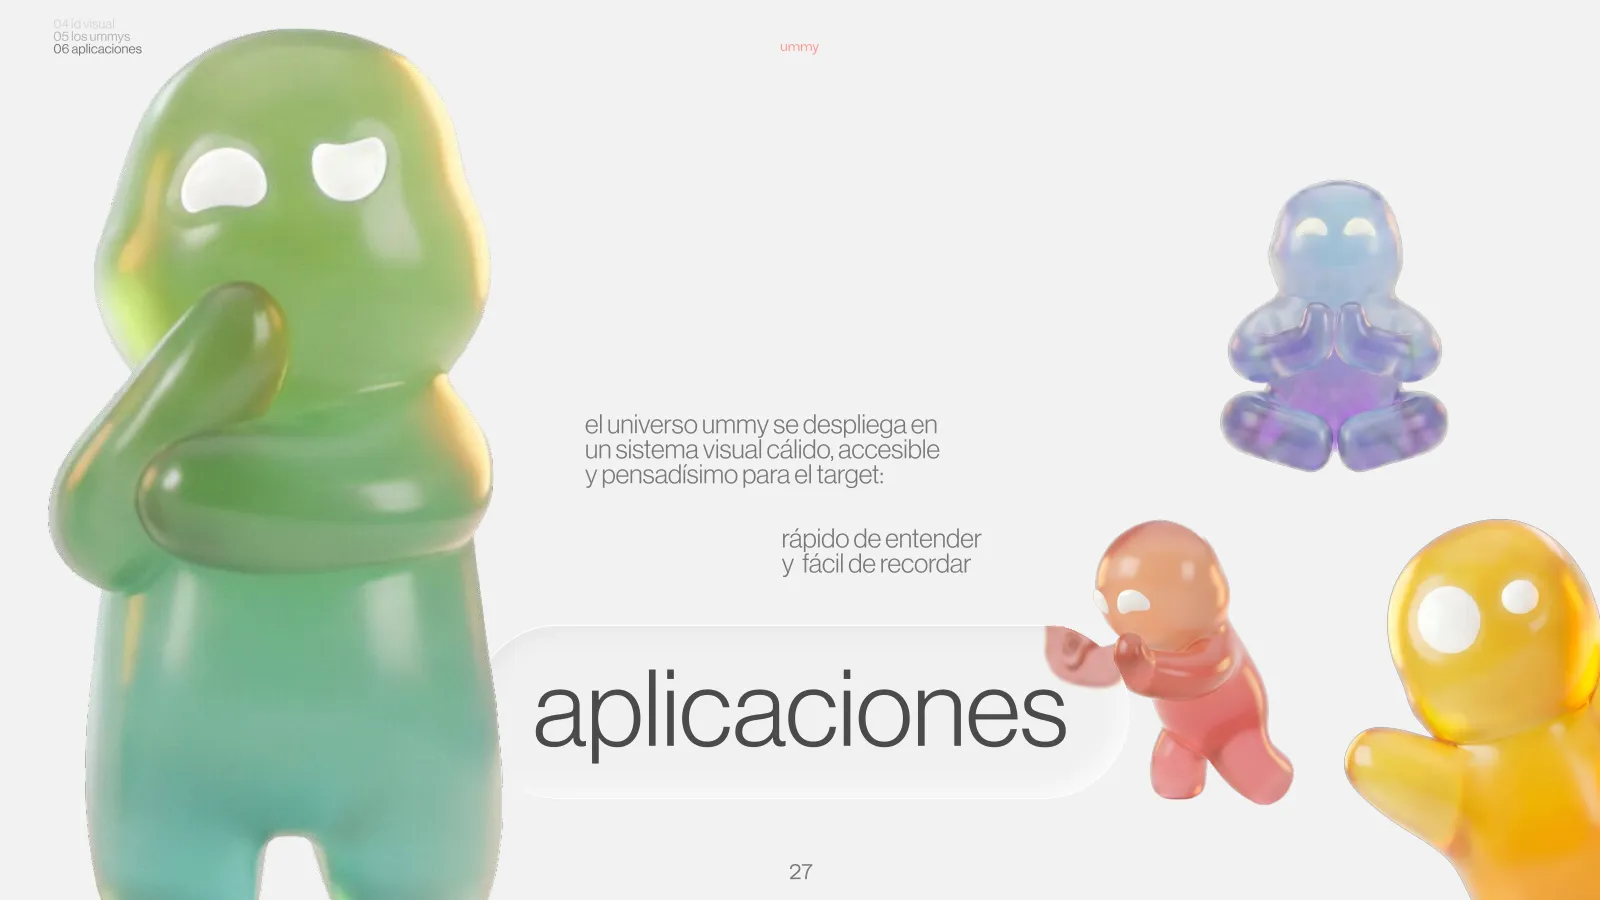 04 id visual
05 los ummys
06 aplicaciones
ummy
el universo ummy se despliega en
un sistema visual cálido, accesible
y pensadísimo para el target:
rápido de entender
y fácil de recordar
aplicaciones
27